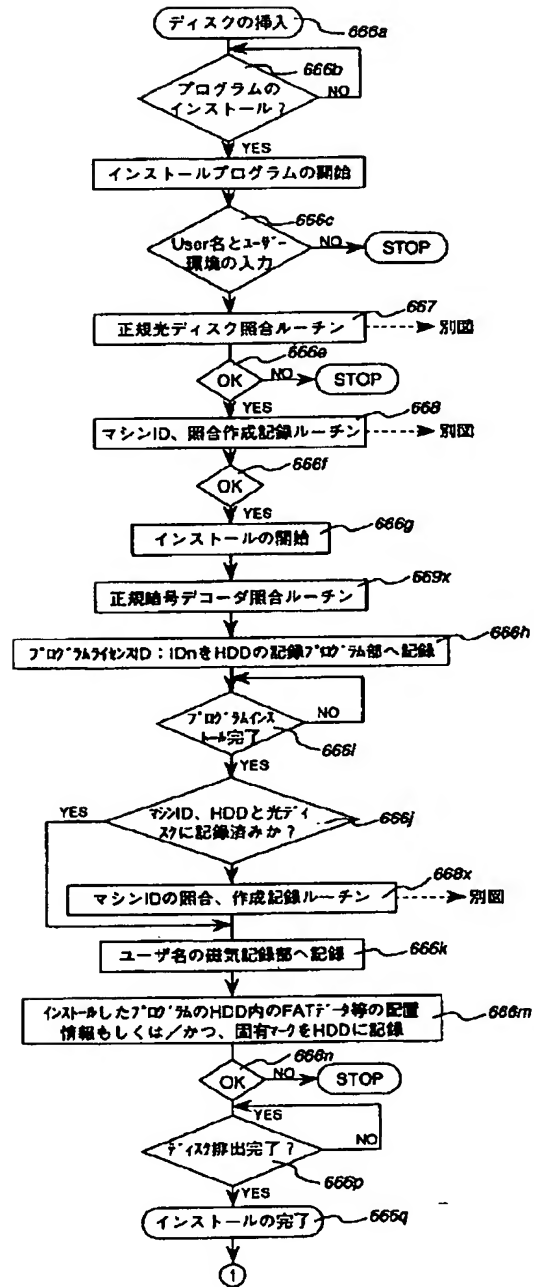 ディスクの挿入
666a
666b
プログラムの
インストール?
NO
YES
インストールプログラムの開始
666c
User名とユーザー
環境の入力
NO
STOP
YES
667
正規光ディスク照合ルーチン
別図
666e
OK
NO
STOP
YES
668
マシンID、照合作成記録ルーチン
別図
666f
OK
YES
666g
インストールの開始
669x
正規暗号デコーダ照合ルーチン
666h
プログラムライセンスID:IDnをHDDの記録プログラム部へ記録
プログラムインス
トール完了
NO
666i
YES
マシンID、HDDと光ディ
スクに記録済みか?
YES
666j
668x
マシンIDの照合、作成記録ルーチン
別図
ユーザ名の磁気記録部へ記録
666k
インストールしたプログラムのHDD内のFATデータ等の配置
情報もしくは/かつ、固有マークをHDDに記録
666m
666n
OK
NO
STOP
YES
ディスク排出完了?
NO
666p
YES
インストールの完了
666q
1